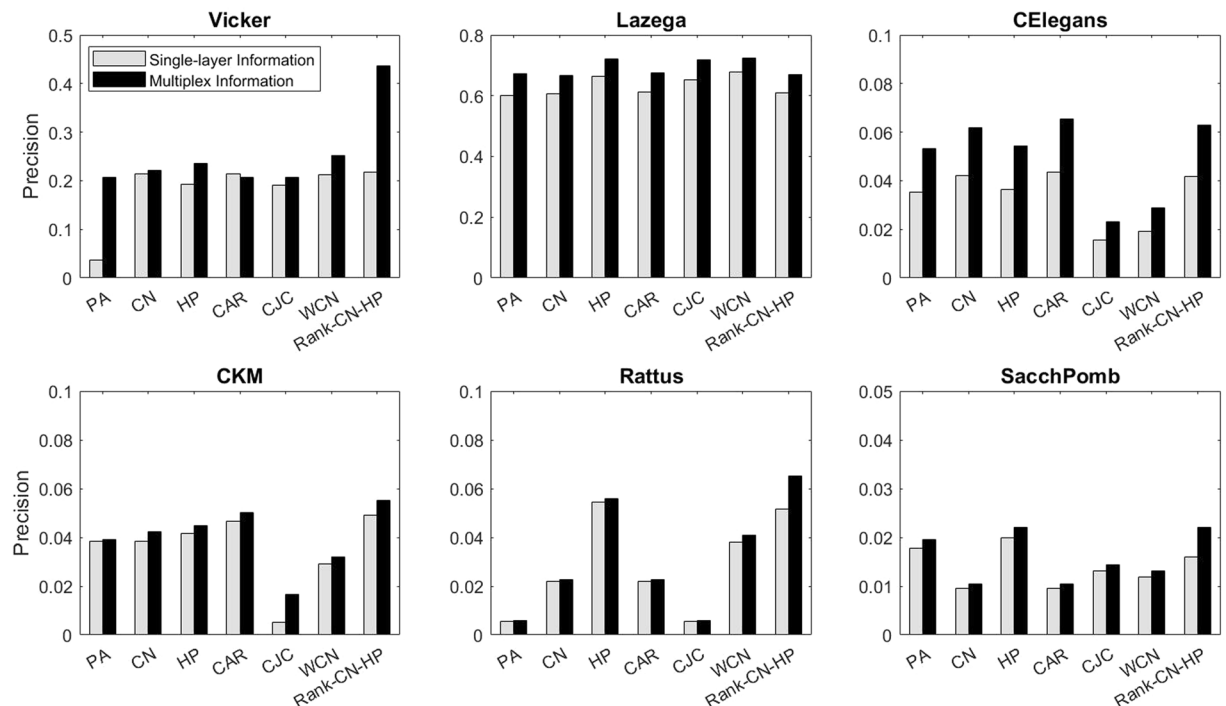 Vicker
Lazega
CElegans
Precision
0.5
0.4
0.3
0.2
0.1
0
Single-layer Information
Multiplex Information
PA
CN
HP
CAR
CJC
WCN
Rank-CN-HP
0.8
0.6
0.4
0.2
0
PA
CN
HP
CAR
CJC
WCN
Rank-CN-HP
0.1
0.08
0.06
0.04
0.02
0
PA
CN
HP
CAR
CJC
WCN
Rank-CN-HP
CKM
Rattus
SacchPomb
Precision
0.1
0.08
0.06
0.04
0.02
0
PA
CN
HP
CAR
CJC
WCN
Rank-CN-HP
0.1
0.08
0.06
0.04
0.02
0
PA
CN
HP
CAR
CJC
WCN
Rank-CN-HP
0.05
0.04
0.03
0.02
0.01
0
PA
CN
HP
CAR
CJC
WCN
Rank-CN-HP